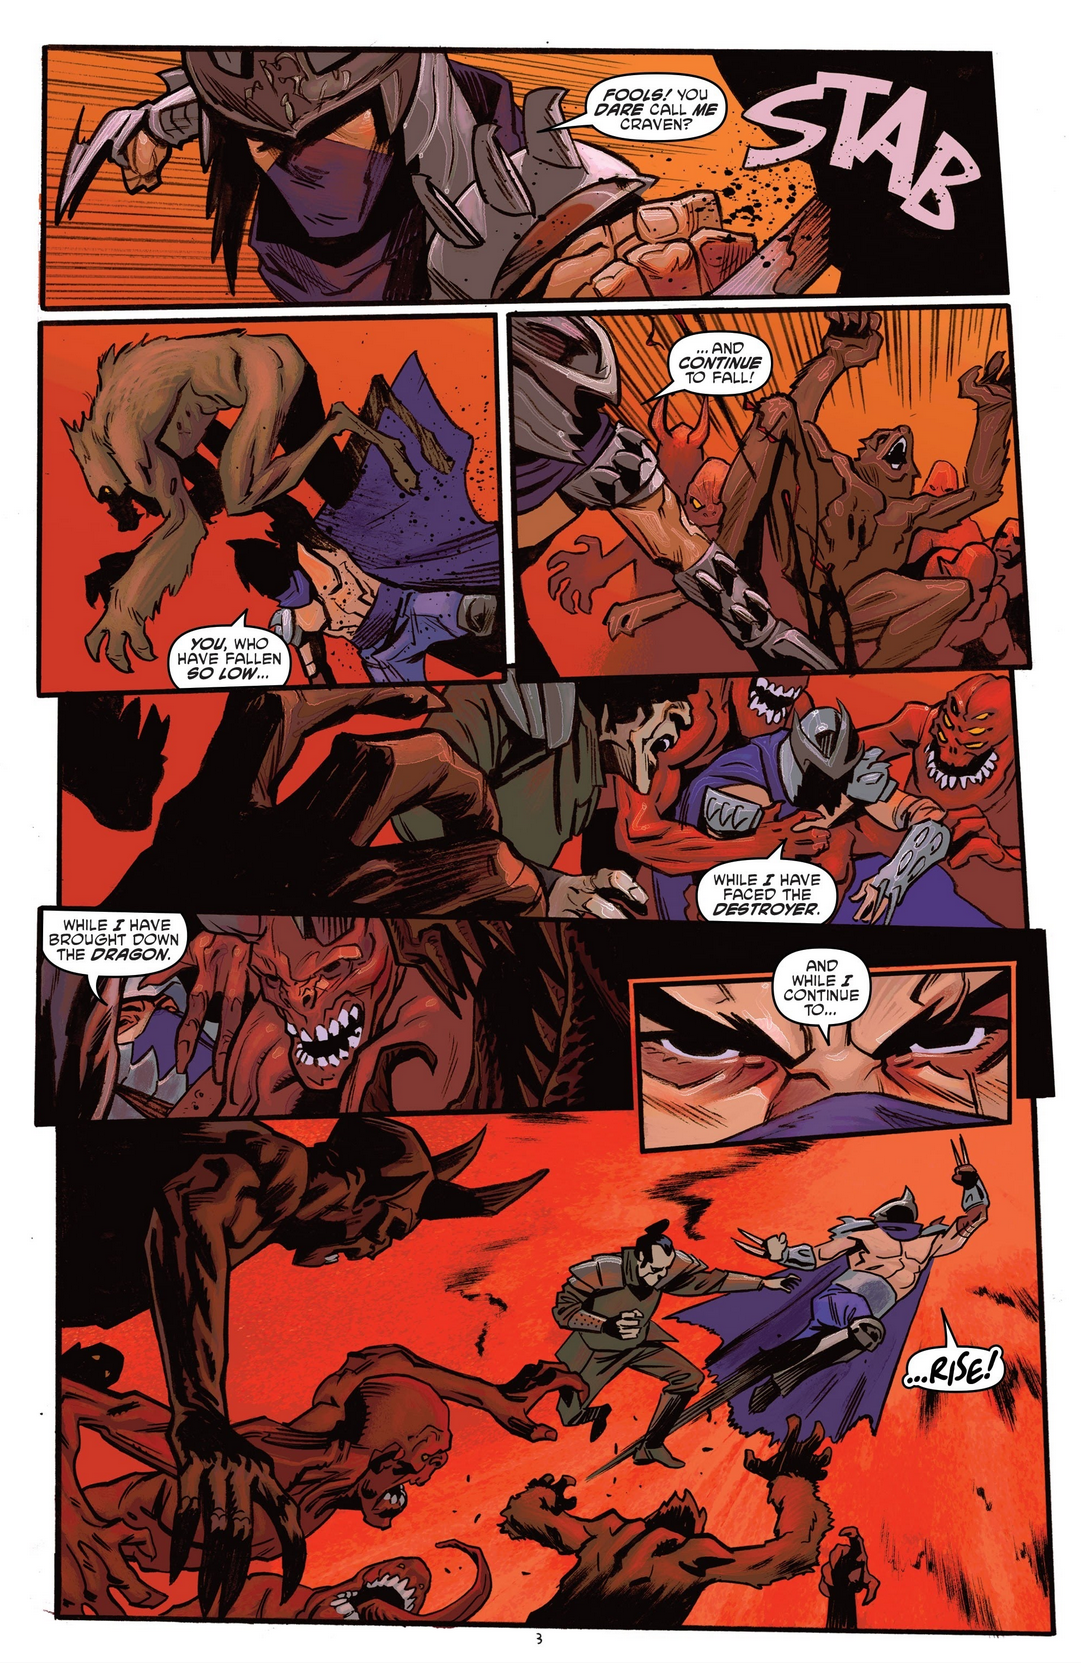 FOOLS! YOU
DARE CALL ME
CRAVEN?
STAB
YOU, WHO
HAVE FALLEN
SO LOW...
...AND
CONTINUE
TO FALL!
WHILE I HAVE
FACED THE
DESTROYER.
WHILE I HAVE
BROUGHT DOWN
THE DRAGON.
AND
WHILE I
CONTINUE
TO...
...RISE!
3